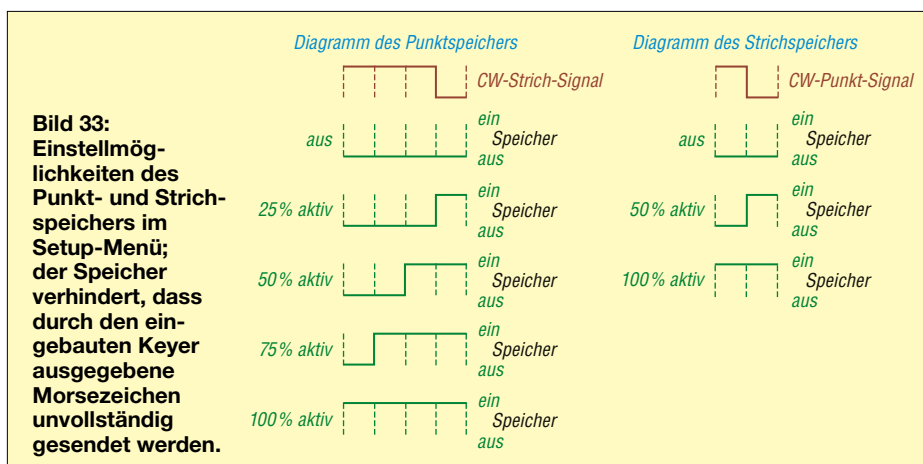 Bild 33:
Einstellmög-
lichkeiten des
Punkt- und Strich-
speichers im
Setup-Menü;
der Speicher
verhindert, dass
durch den ein-
gebauten Keyer
ausgegebene
Morsezeichen
unvollständig
gesendet werden.
Diagramm des Punktspeichers
CW-Strich-Signal
aus
ein
Speicher
aus
25% aktiv
ein
Speicher
aus
50% aktiv
ein
Speicher
aus
75% aktiv
ein
Speicher
aus
100% aktiv
ein
Speicher
aus
Diagramm des Strichspeichers
CW-Punkt-Signal
aus
ein
Speicher
aus
50% aktiv
ein
Speicher
aus
100% aktiv
ein
Speicher
aus